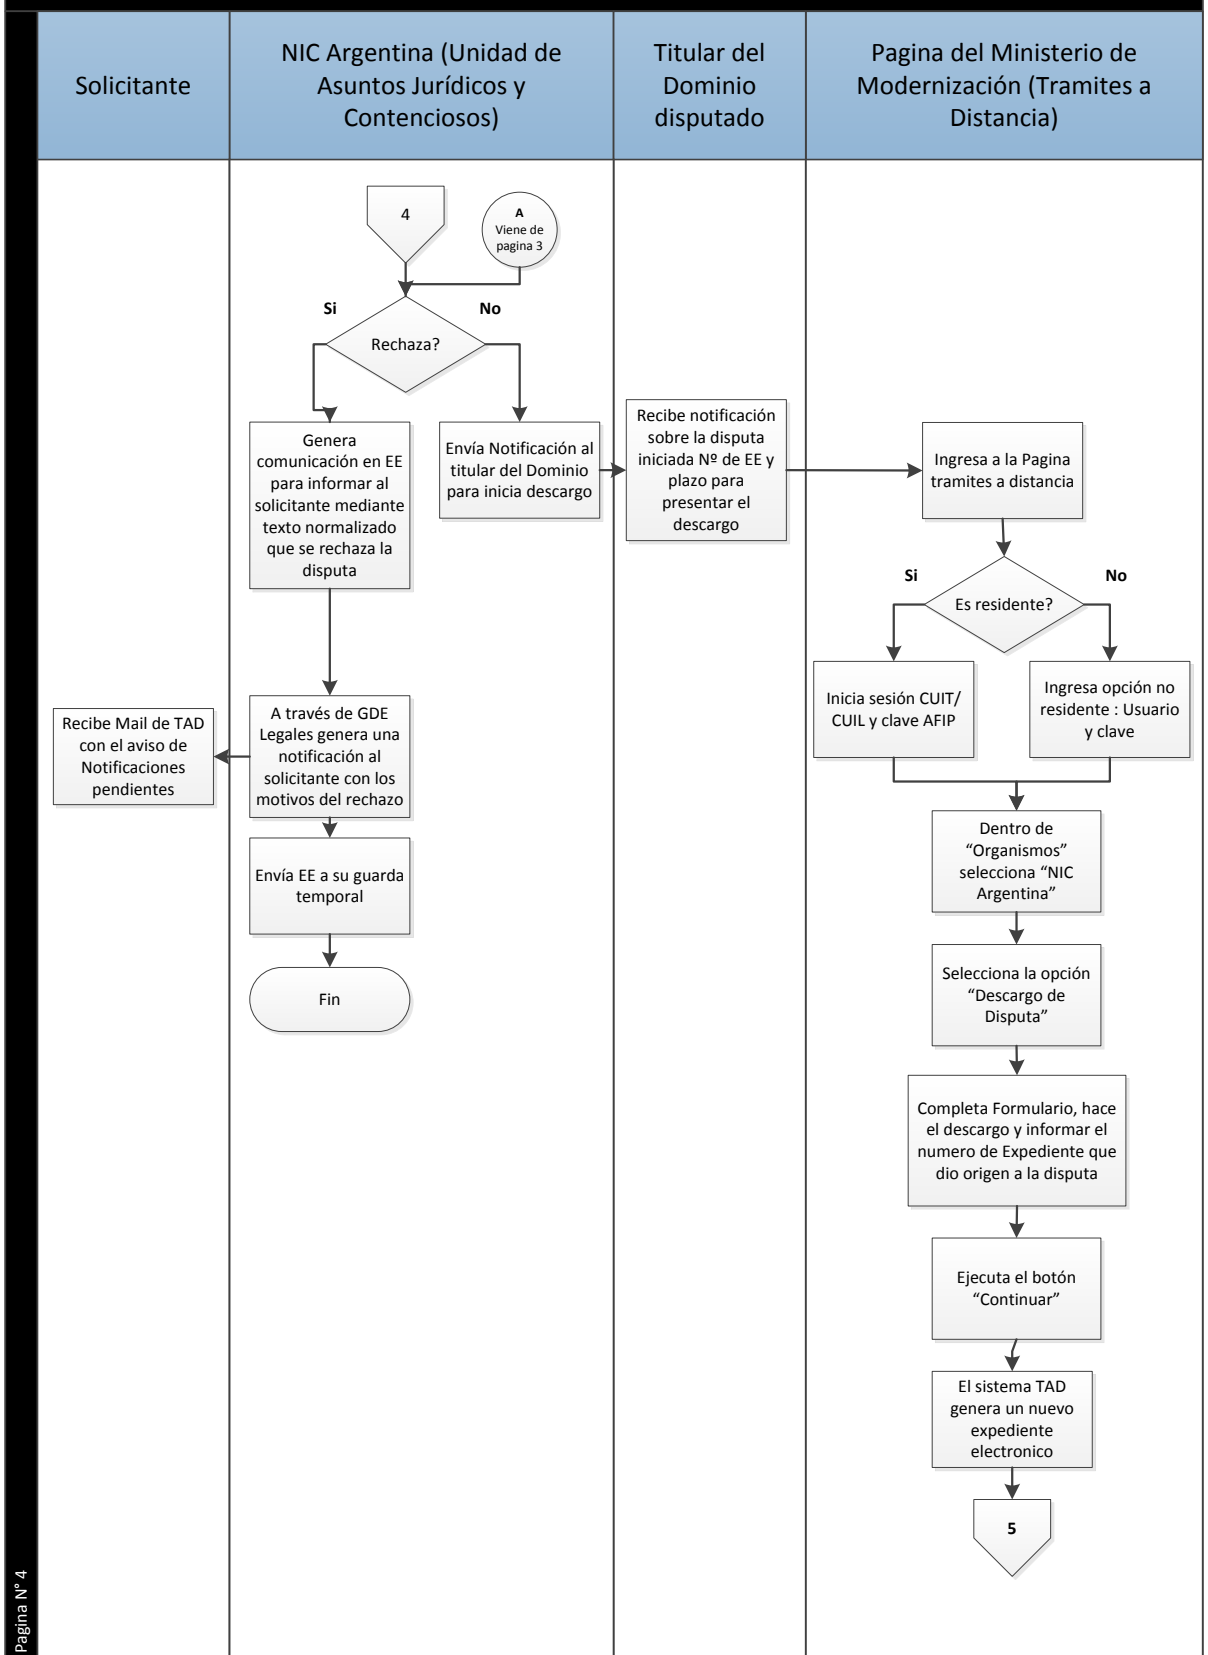 Solicitante
NIC Argentina (Unidad de
Asuntos Jurídicos y
Contenciosos)
Titular del
Dominio
disputado
Pagina del Ministerio de
Modernización (Tramites a
Distancia)
4
A
Viene de
pagina 3
Si
No
Rechaza?
Genera
comunicación en EE
para informar al
solicitante mediante
texto normalizado
que se rechaza la
disputa
Envía Notificación al
titular del Dominio
para inicia descargo
Recibe notificación
sobre la disputa
iniciada Nº de EE y
plazo para
presentar el
descargo
Ingresa a la Pagina
tramites a distancia
Si
No
Es residente?
Inicia sesión CUIT/
CUIL y clave AFIP
Ingresa opción no
residente : Usuario
y clave
Recibe Mail de TAD
con el aviso de
Notificaciones
pendientes
A través de GDE
Legales genera una
notificación al
solicitante con los
motivos del rechazo
Envía EE a su guarda
temporal
Fin
Dentro de
“Organismos”
selecciona “NIC
Argentina”
Selecciona la opción
“Descargo de
Disputa”
Completa Formulario, hace
el descargo y informar el
numero de Expediente que
dio origen a la disputa
Ejecuta el botón
“Continuar”
El sistema TAD
genera un nuevo
expediente
electronico
5
Pagina N° 4